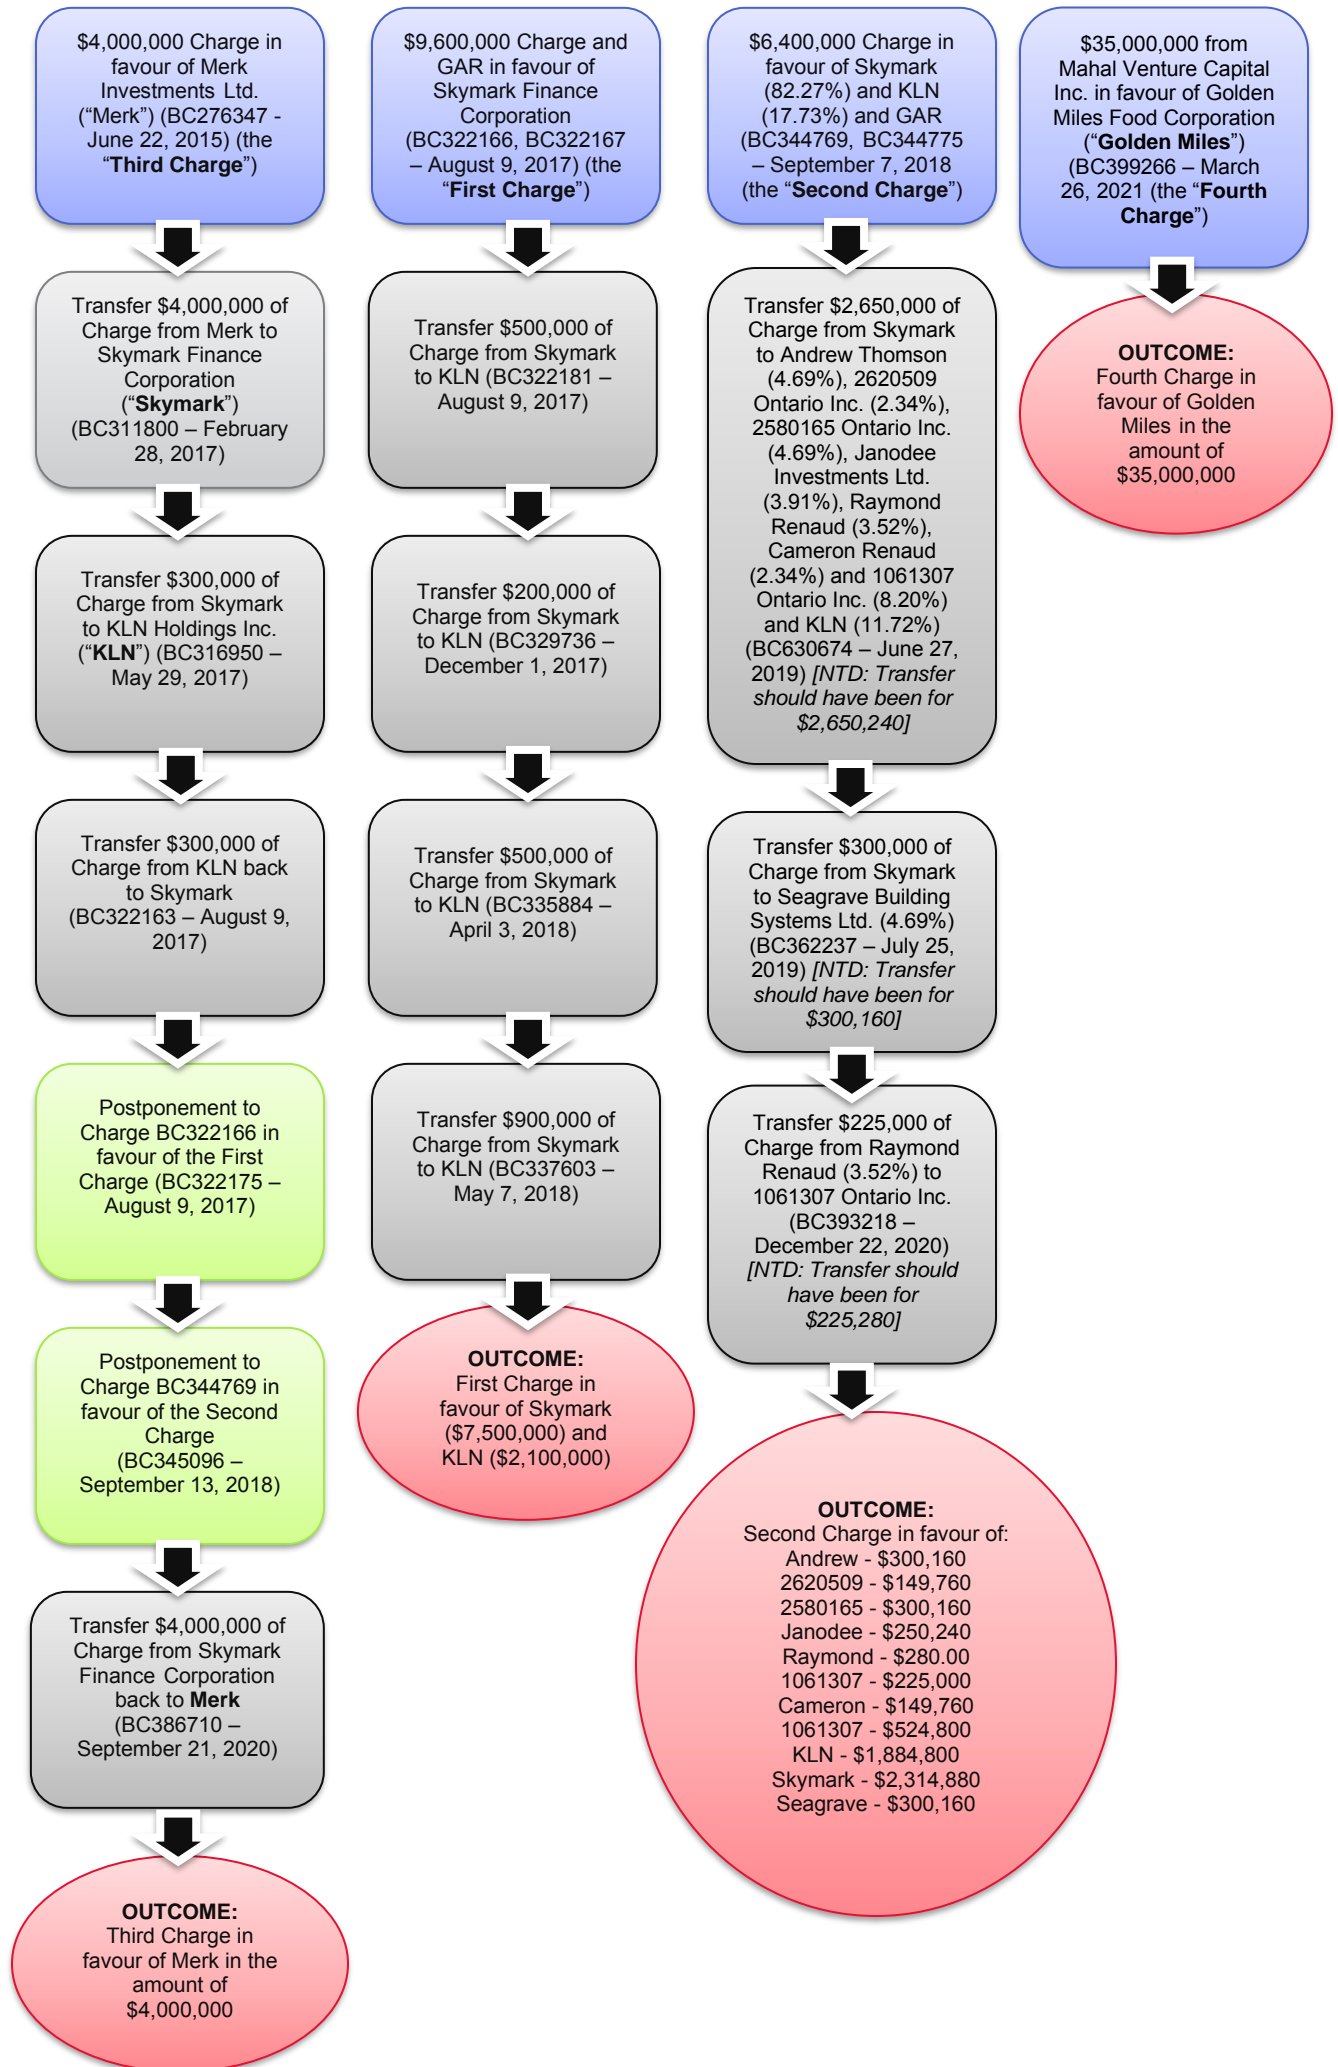 $4,000,000 Charge in
favour of Merk
Investments Ltd.
(“Merk”) (BC276347 -
June 22, 2015) (the
“Third Charge”)
Transfer $4,000,000 of
Charge from Merk to
Skymark Finance
Corporation
(“Skymark”)
(BC311800 – February
28, 2017)
Transfer $300,000 of
Charge from Skymark
to KLN Holdings Inc.
(“KLN”) (BC316950 –
May 29, 2017)
Transfer $300,000 of
Charge from KLN back
to Skymark
(BC322163 – August 9,
2017)
Postponement to
Charge BC322166 in
favour of the First
Charge (BC322175 –
August 9, 2017)
Postponement to
Charge BC344769 in
favour of the Second
Charge
(BC345096 –
September 13, 2018)
Transfer $4,000,000 of
Charge from Skymark
Finance Corporation
back to Merk
(BC386710 –
September 21, 2020)
OUTCOME:
Third Charge in
favour of Merk in the
amount of
$4,000,000
$9,600,000 Charge and
GAR in favour of
Skymark Finance
Corporation
(BC322166, BC322167
– August 9, 2017) (the
“First Charge”)
Transfer $500,000 of
Charge from Skymark
to KLN (BC322181 –
August 9, 2017)
Transfer $200,000 of
Charge from Skymark
to KLN (BC329736 –
December 1, 2017)
Transfer $500,000 of
Charge from Skymark
to KLN (BC335884 –
April 3, 2018)
Transfer $900,000 of
Charge from Skymark
to KLN (BC337603 –
May 7, 2018)
OUTCOME:
First Charge in
favour of Skymark
($7,500,000) and
KLN ($2,100,000)
$6,400,000 Charge in
favour of Skymark
(82.27%) and KLN
(17.73%) and GAR
(BC344769, BC344775
– September 7, 2018
(the “Second Charge”)
Transfer $2,650,000 of
Charge from Skymark
to Andrew Thomson
(4.69%), 2620509
Ontario Inc. (2.34%),
2580165 Ontario Inc.
(4.69%), Janodee
Investments Ltd.
(3.91%), Raymond
Renaud (3.52%),
Cameron Renaud
(2.34%) and 1061307
Ontario Inc. (8.20%)
and KLN (11.72%)
(BC630674 – June 27,
2019) [NTD: Transfer
should have been for
$2,650,240]
Transfer $300,000 of
Charge from Skymark
to Seagrave Building
Systems Ltd. (4.69%)
(BC362237 – July 25,
2019) [NTD: Transfer
should have been for
$300,160]
Transfer $225,000 of
Charge from Raymond
Renaud (3.52%) to
1061307 Ontario Inc.
(BC393218 –
December 22, 2020)
[NTD: Transfer should
have been for
$225,280]
OUTCOME:
Second Charge in favour of:
Andrew - $300,160
2620509 - $149,760
2580165 - $300,160
Janodee - $250,240
Raymond - $280.00
1061307 - $225,000
Cameron - $149,760
1061307 - $524,800
KLN - $1,884,800
Skymark - $2,314,880
Seagrave - $300,160
$35,000,000 from
Mahal Venture Capital
Inc. in favour of Golden
Miles Food Corporation
(“Golden Miles”)
(BC399266 – March
26, 2021 (the “Fourth
Charge”)
OUTCOME:
Fourth Charge in
favour of Golden
Miles in the
amount of
$35,000,000